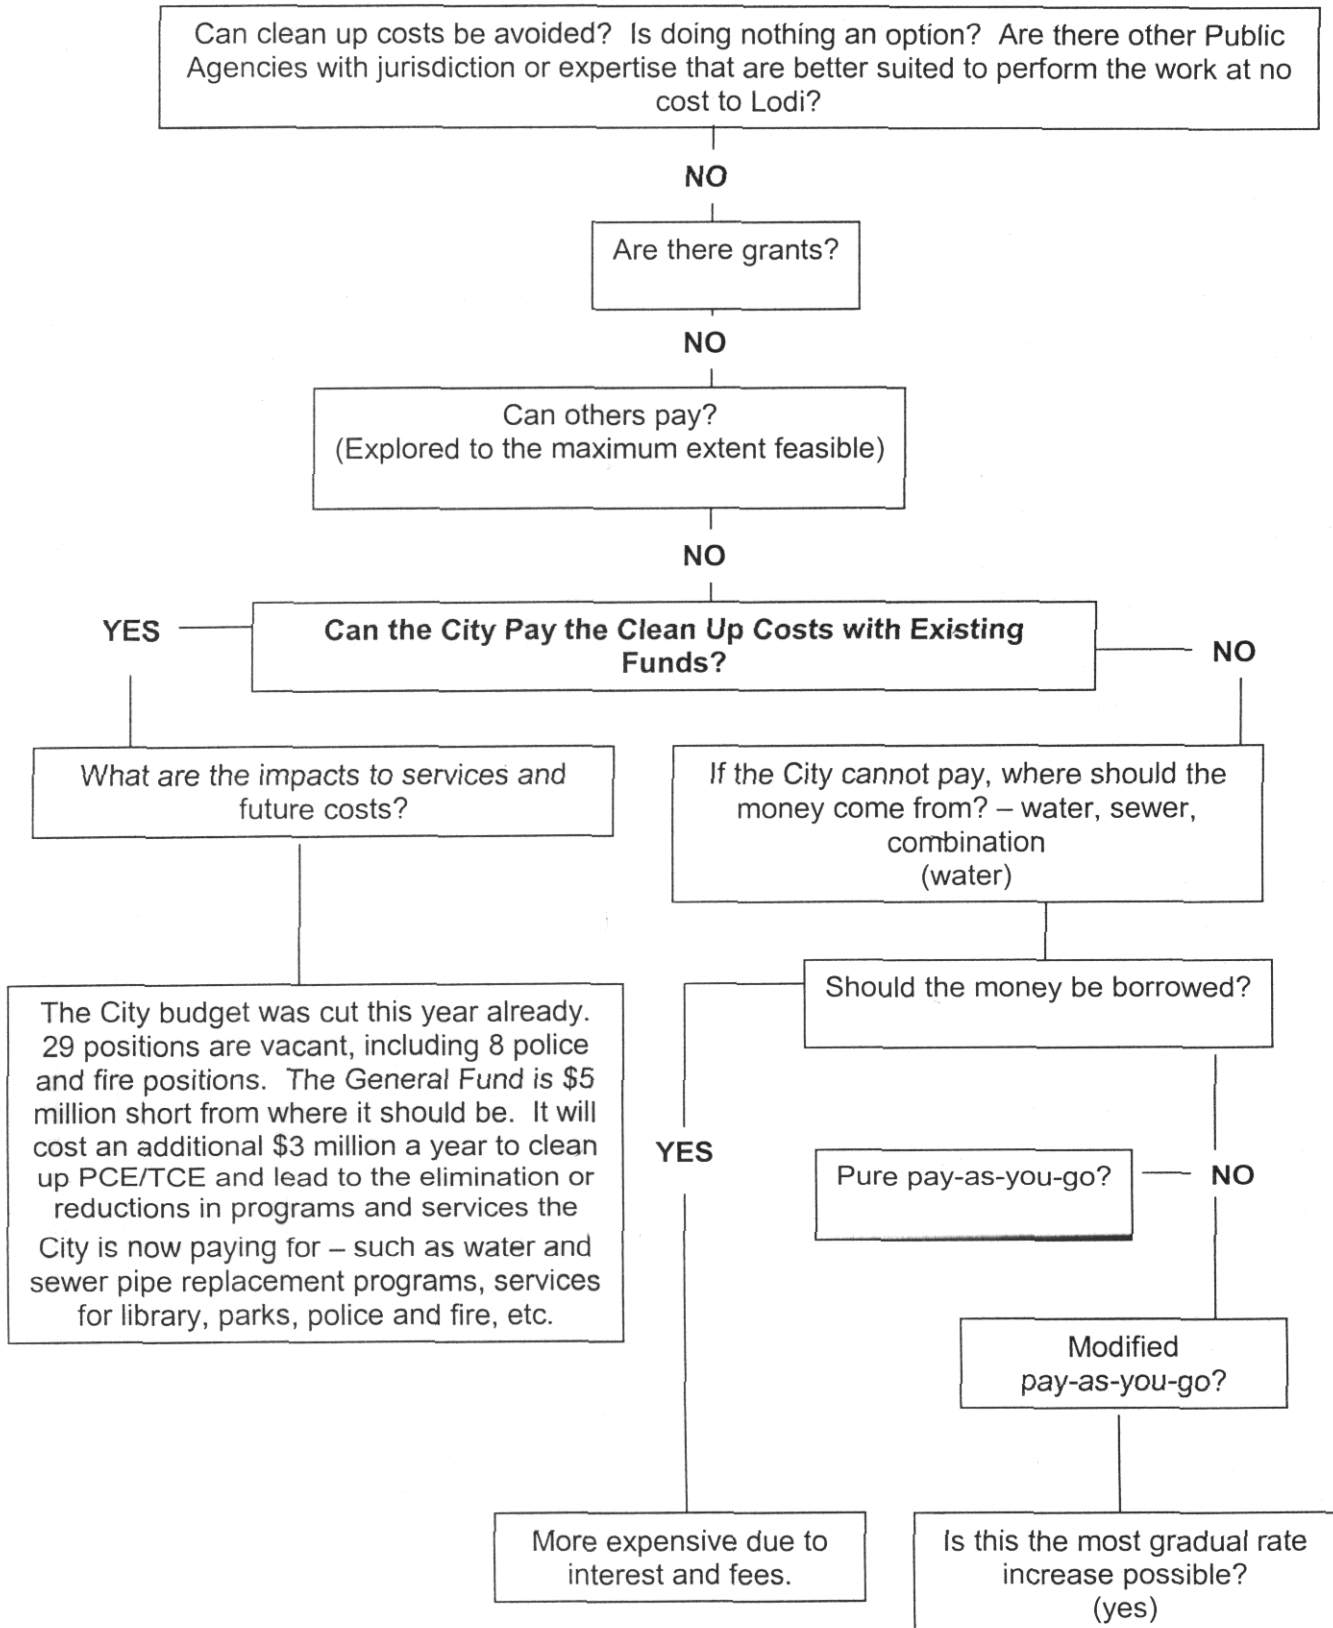 Can clean up costs be avoided? Is doing nothing an option? Are there other Public
Agencies with jurisdiction or expertise that are better suited to perform the work at no
cost to Lodi?
NO
Are there grants?
NO
Can others pay?
(Explored to the maximum extent feasible)
NO
YES
Can the City Pay the Clean Up Costs with Existing
Funds?
NO
What are the impacts to services and
future costs?
If the City cannot pay, where should the
money come from? – water, sewer,
combination
(water)
The City budget was cut this year already.
29 positions are vacant, including 8 police
and fire positions. The General Fund is $5
million short from where it should be. It will
cost an additional $3 million a year to clean
up PCE/TCE and lead to the elimination or
reductions in programs and services the
City is now paying for – such as water and
sewer pipe replacement programs, services
for library, parks, police and fire, etc.
Should the money be borrowed?
YES
Pure pay-as-you-go?
NO
Modified
pay-as-you-go?
More expensive due to
interest and fees.
Is this the most gradual rate
increase possible?
(yes)